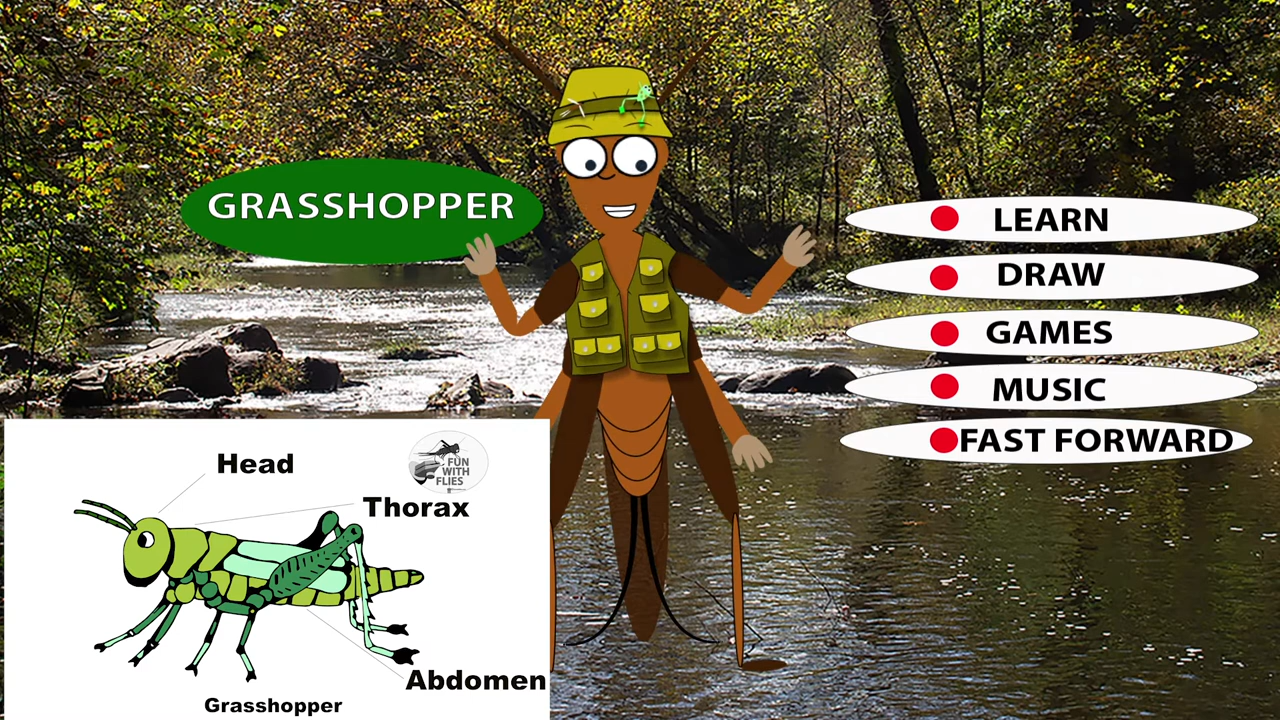 GRASSHOPPER
LEARN
DRAW
GAMES
MUSIC
FAST FORWARD
Head
FUN
WITH
FLIES
Thorax
Abdomen
Grasshopper